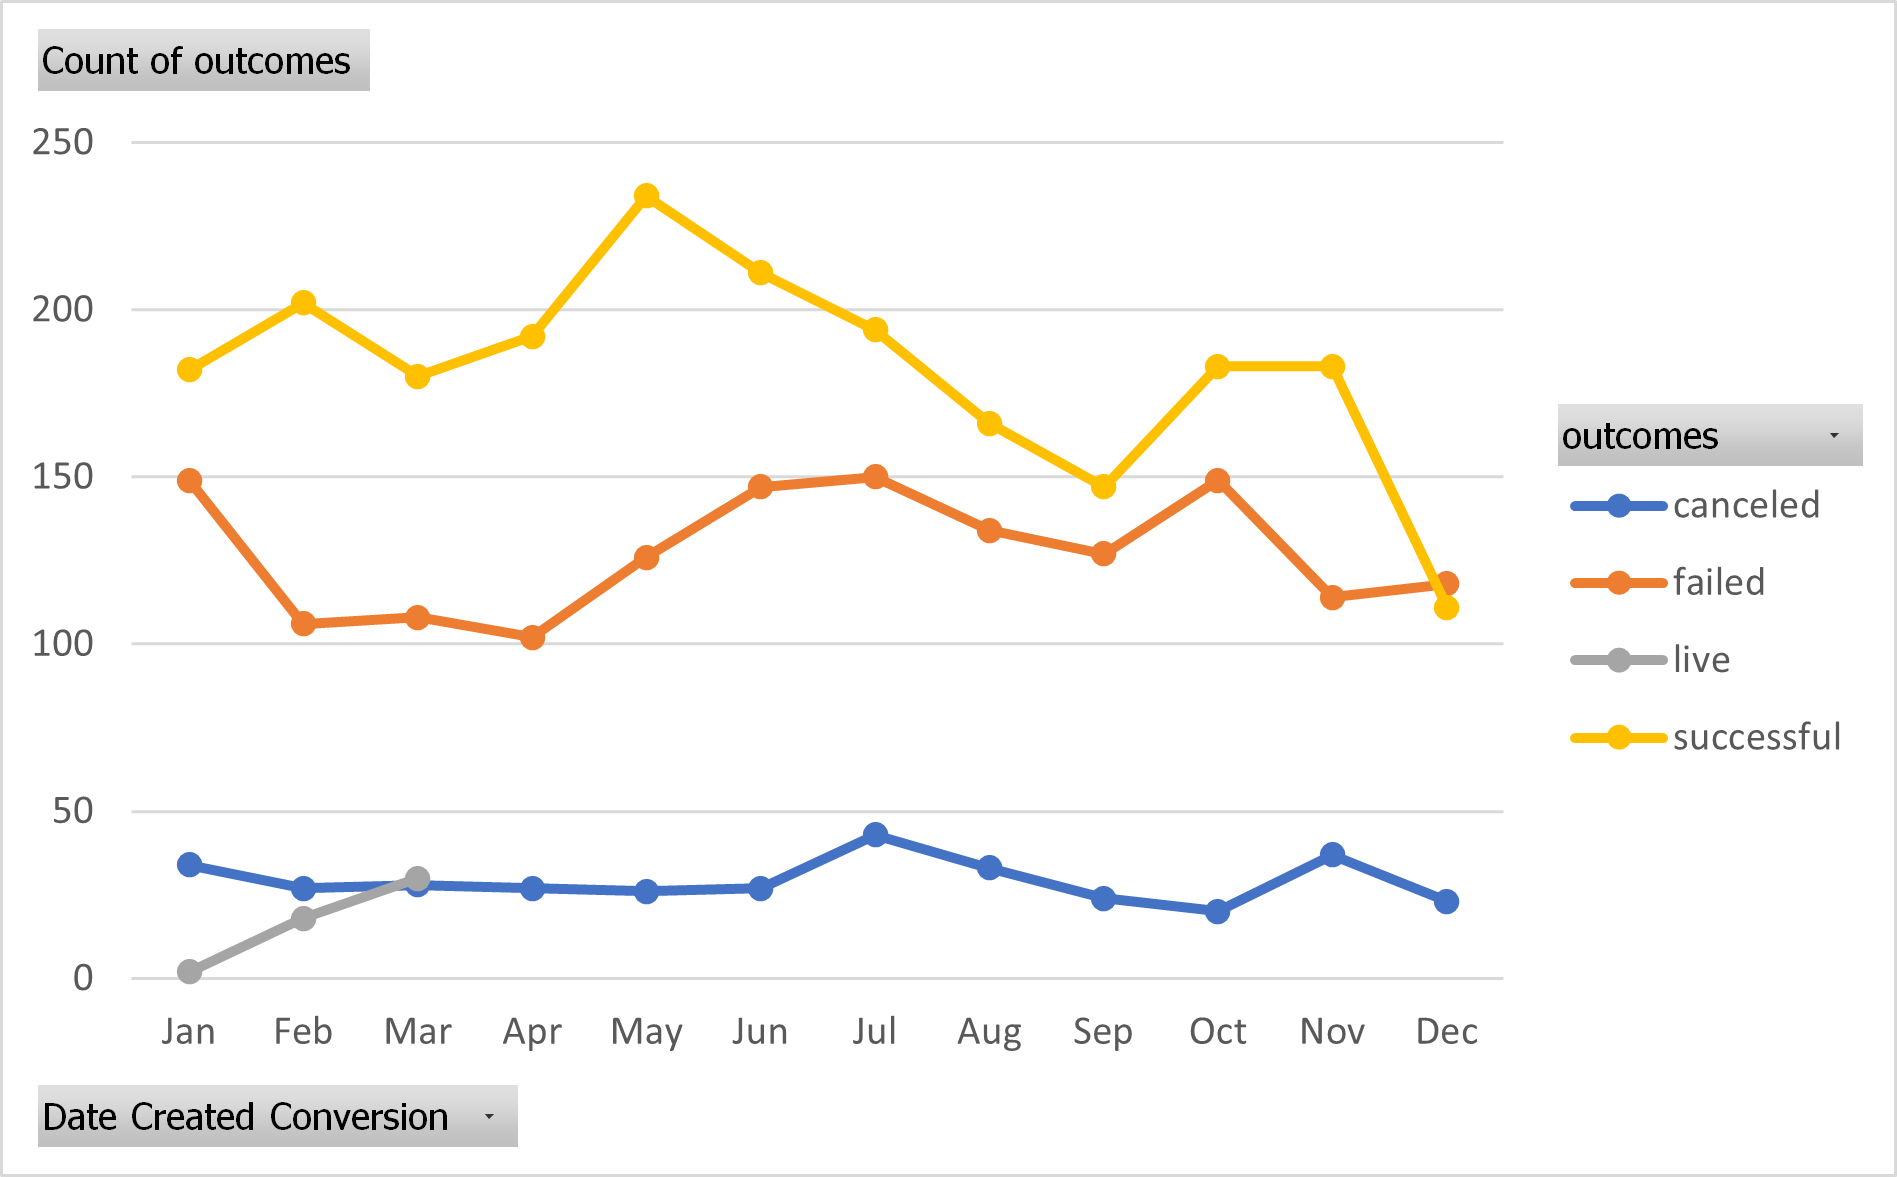 Count of outcomes
250
200
150
100
50
0
Jan Feb Mar Apr May Jun Jul Aug Sep Oct Nov Dec
Date Created Conversion
outcomes
canceled
failed
live
successful